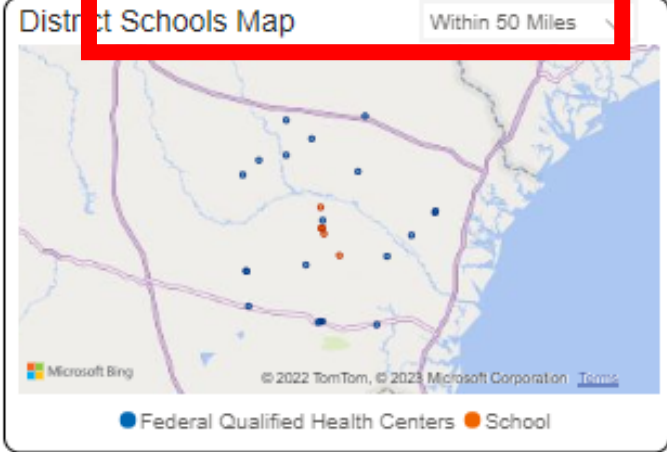 District Schools Map
Within 50 Miles
Microsoft Bing
© 2022 TomTom, © 2023 Microsoft Corporation Terms
Federal Qualified Health Centers School